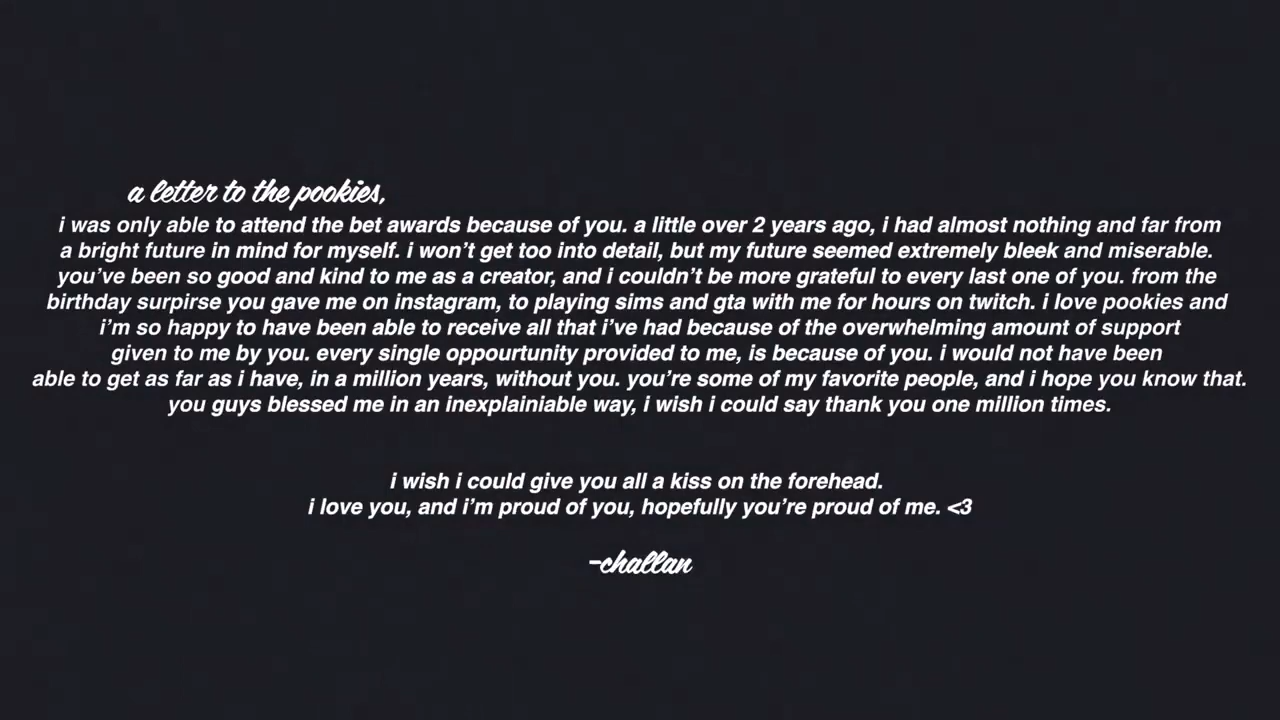 a letter to the pookies,
i was only able to attend the bet awards because of you. a little over 2 years ago, i had almost nothing and far from
a bright future in mind for myself. i won't get too into detail, but my future seemed extremely bleek and miserable.
you've been so good and kind to me as a creator, and i couldn't be more grateful to every last one of you. from the
birthday surpirse you gave me on instagram, to playing sims and gta with me for hours on twitch. i love pookies and
i'm so happy to have been able to receive all that i've had because of the overwhelming amount of support
given to me by you. every single oppourtunity provided to me, is because of you. i would not have been
able to get as far as i have, in a million years, without you. you're some of my favorite people, and i hope you know that.
you guys blessed me in an inexplainiable way, i wish i could say thank you one million times.
i wish i could give you all a kiss on the forehead.
i love you, and i'm proud of you, hopefully you're proud of me. <3
-challan